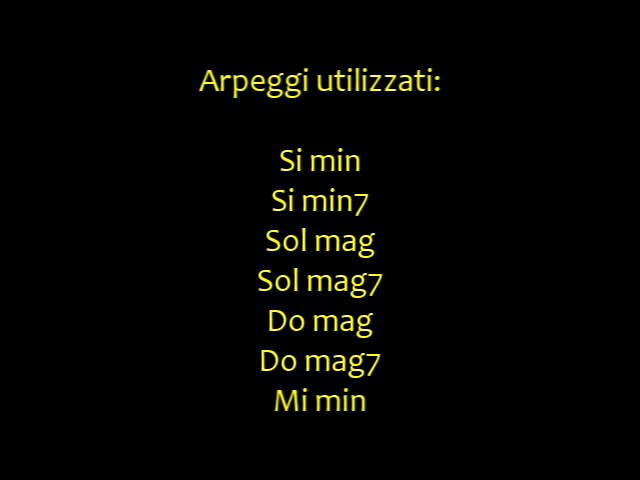 Arpeggi utilizzati:
Si min
Si min7
Sol mag
Sol mag7
Do mag
Do mag7
Mi min